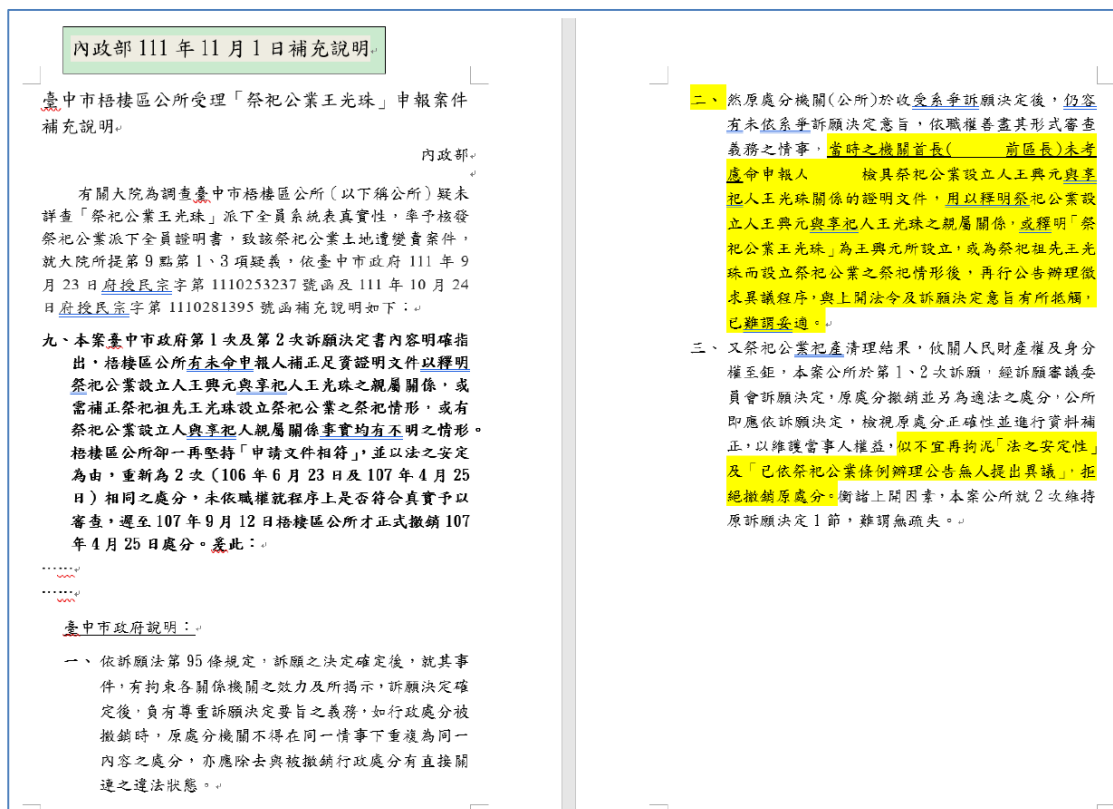 內政部 111 年 11 月 1 日補充說明
臺中市梧棲區公所受理「祭祀公業王光珠」申報案件
補充說明
內政部
有關大院為調查臺中市梧棲區公所(以下稱公所)疑未
詳查「祭祀公業王光珠」派下全員系統表真實性,率予核發
祭祀公業派下全員證明書,致該祭祀公業土地遭變賣案件,
就大院所提第 9 點第 1、3 項疑義,依臺中市政府 111 年 9
月 23 日府授民宗字第 1110253237 號函及 111 年 10 月 24
日府授民宗字第 1110281395 號函補充說明如下:
九、本案臺中市政府第 1 次及第 2 次訴願決定書內容明確指
出,梧棲區公所有未命申報人補正足資證明文件以釋明
祭祀公業設立人王興元與享祀人王光珠之親屬關係,或
需補正祭祀祖先王光珠設立祭祀公業之祭祀情形,或有
祭祀公業設立人與享祀人親屬關係事實均有不明之情形。
梧棲區公所卻一再堅持「申請文件相符」,並以法之安定
為由,重新為 2 次(106 年 6 月 23 日及 107 年 4 月 25
日)相同之處分,未依職權就程序上是否符合真實予以
審查,遲至 107 年 9 月 12 日梧棲區公所才正式撤銷 107
年 4 月 25 日處分。爰此:
……
……
臺中市政府說明:
一、依訴願法第 95 條規定,訴願之決定確定後,就其事
件,有拘束各關係機關之效力及所揭示,訴願決定確
定後,負有尊重訴願決定要旨之義務,如行政處分被
撤銷時,原處分機關不得在同一情事下重複為同一
內容之處分,亦應除去與被撤銷行政處分有直接關
連之違法狀態。
二、然原處分機關(公所)於收受系爭訴願決定後,仍容
有未依系爭訴願決定意旨,依職權善盡其形式審查
義務之情事,當時之機關首長( 前區長)未考
慮命申報人 檢具祭祀公業設立人王興元與享
祀人王光珠關係的證明文件,用以釋明祭祀公業設
立人王興元與享祀人王光珠之親屬關係,或釋明「祭
祀公業王光珠」為王興元所設立,或為祭祀祖先王光
珠而設立祭祀公業之祭祀情形後,再行公告辦理徵
求異議程序,與上開法令及訴願決定意旨有所抵觸,
已難謂妥適。
三、又祭祀公業祀產清理結果,攸關人民財產權及身分
權至鉅,本案公所於第 1、2 次訴願,經訴願審議委
員會訴願決定,原處分撤銷並另為適法之處分,公所
即應依訴願決定,檢視原處分正確性並進行資料補
正,以維護當事人權益,似不宜再拘泥「法之安定性」
及「已依祭祀公業條例辦理公告無人提出異議」,拒
絕撤銷原處分。衡諸上開因素,本案公所就 2 次維持
原訴願決定 1 節,難謂無疏失。